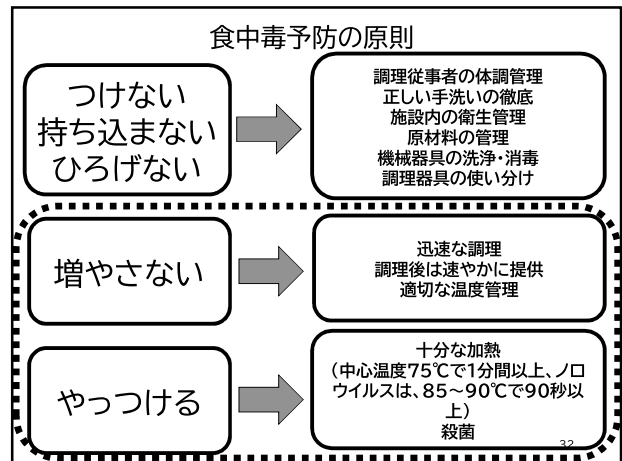 食中毒予防の原則
つけない
持ち込まない
ひろげない
調理従事者の体調管理
正しい手洗いの徹底
施設内の衛生管理
原材料の管理
機械器具の洗浄・消毒
調理器具の使い分け
増やさない
迅速な調理
調理後は速やかに提供
適切な温度管理
やっつける
十分な加熱
(中心温度75℃で1分間以上、ノロ
ウイルスは、85～90℃で90秒以
上)
殺菌
32